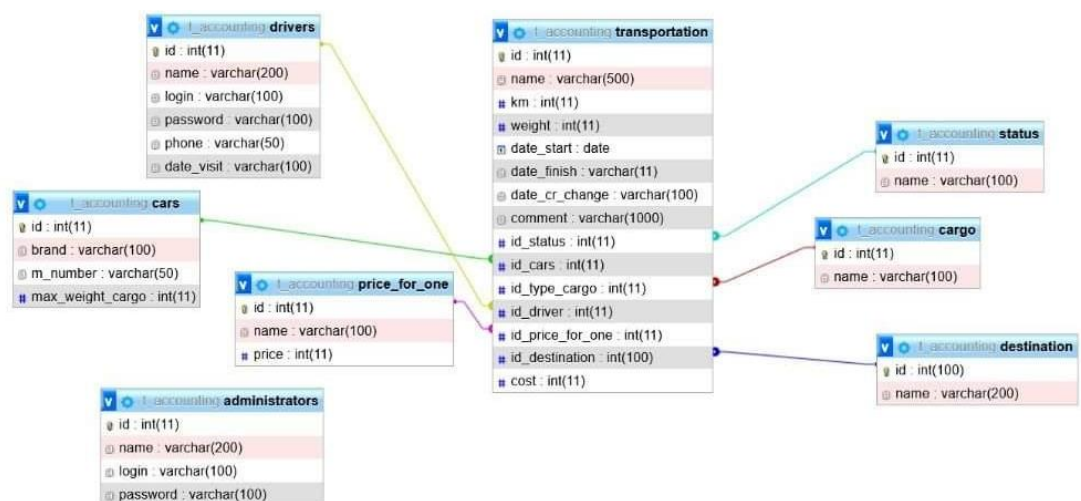 t_accounting drivers
id : int(11)
name : varchar(200)
login : varchar(100)
password : varchar(100)
phone : varchar(50)
date_visit : varchar(100)
t_accounting cars
id : int(11)
brand : varchar(100)
m_number : varchar(50)
max_weight_cargo : int(11)
t_accounting price_for_one
id : int(11)
name : varchar(100)
price : int(11)
t_accounting administrators
id : int(11)
name : varchar(200)
login : varchar(100)
password : varchar(100)
t_accounting transportation
id : int(11)
name : varchar(500)
km : int(11)
weight : int(11)
date_start : date
date_finish : varchar(11)
date_cr_change : varchar(100)
comment : varchar(1000)
id_status : int(11)
id_cars : int(11)
id_type_cargo : int(11)
id_driver : int(11)
id_price_for_one : int(11)
id_destination : int(100)
cost : int(11)
t_accounting status
id : int(11)
name : varchar(100)
t_accounting cargo
id : int(11)
name : varchar(100)
t_accounting destination
id : int(100)
name : varchar(200)